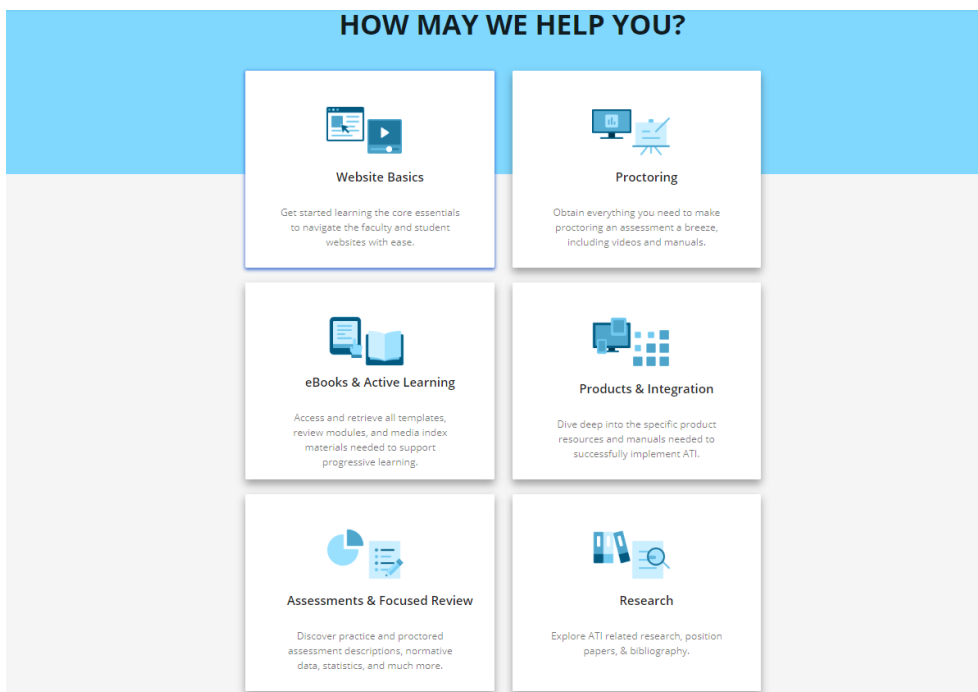 HOW MAY WE HELP YOU?
Website Basics
Get started learning the core essentials
to navigate the faculty and student
websites with ease.
Proctoring
Obtain everything you need to make
proctoring an assessment a breeze,
including videos and manuals.
eBooks & Active Learning
Access and retrieve all templates,
review modules, and media index
materials needed to support
progressive learning.
Products & Integration
Dive deep into the specific product
resources and manuals needed to
successfully implement ATI.
Assessments & Focused Review
Discover practice and proctored
assessment descriptions, normative
data, statistics, and much more.
Research
Explore ATI related research, position
papers, & bibliography.